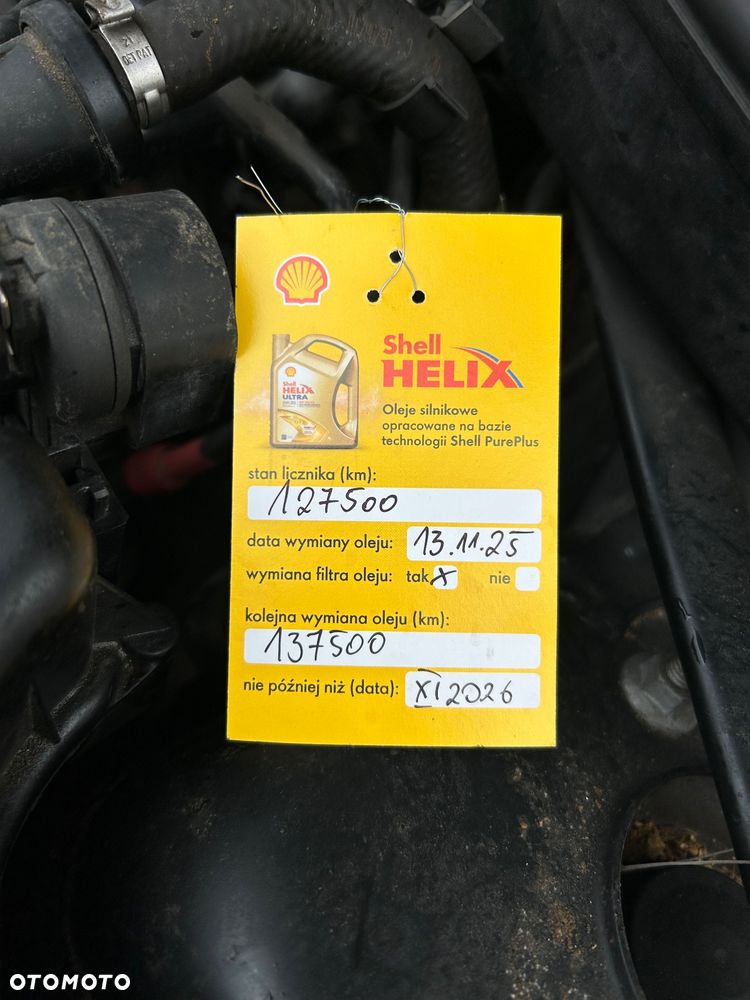 Shell
HELIX
Shell
HELIX
ULTRA
Oleje silnikowe
opracowane na bazie
technologii Shell PurePlus
stan licznika (km):
127500
data wymiany oleju: 13.11.25
wymiana filtra oleju: tak X nie
kolejna wymiana oleju (km):
137500
nie później niż (data): XI 2026
OTOMOTO